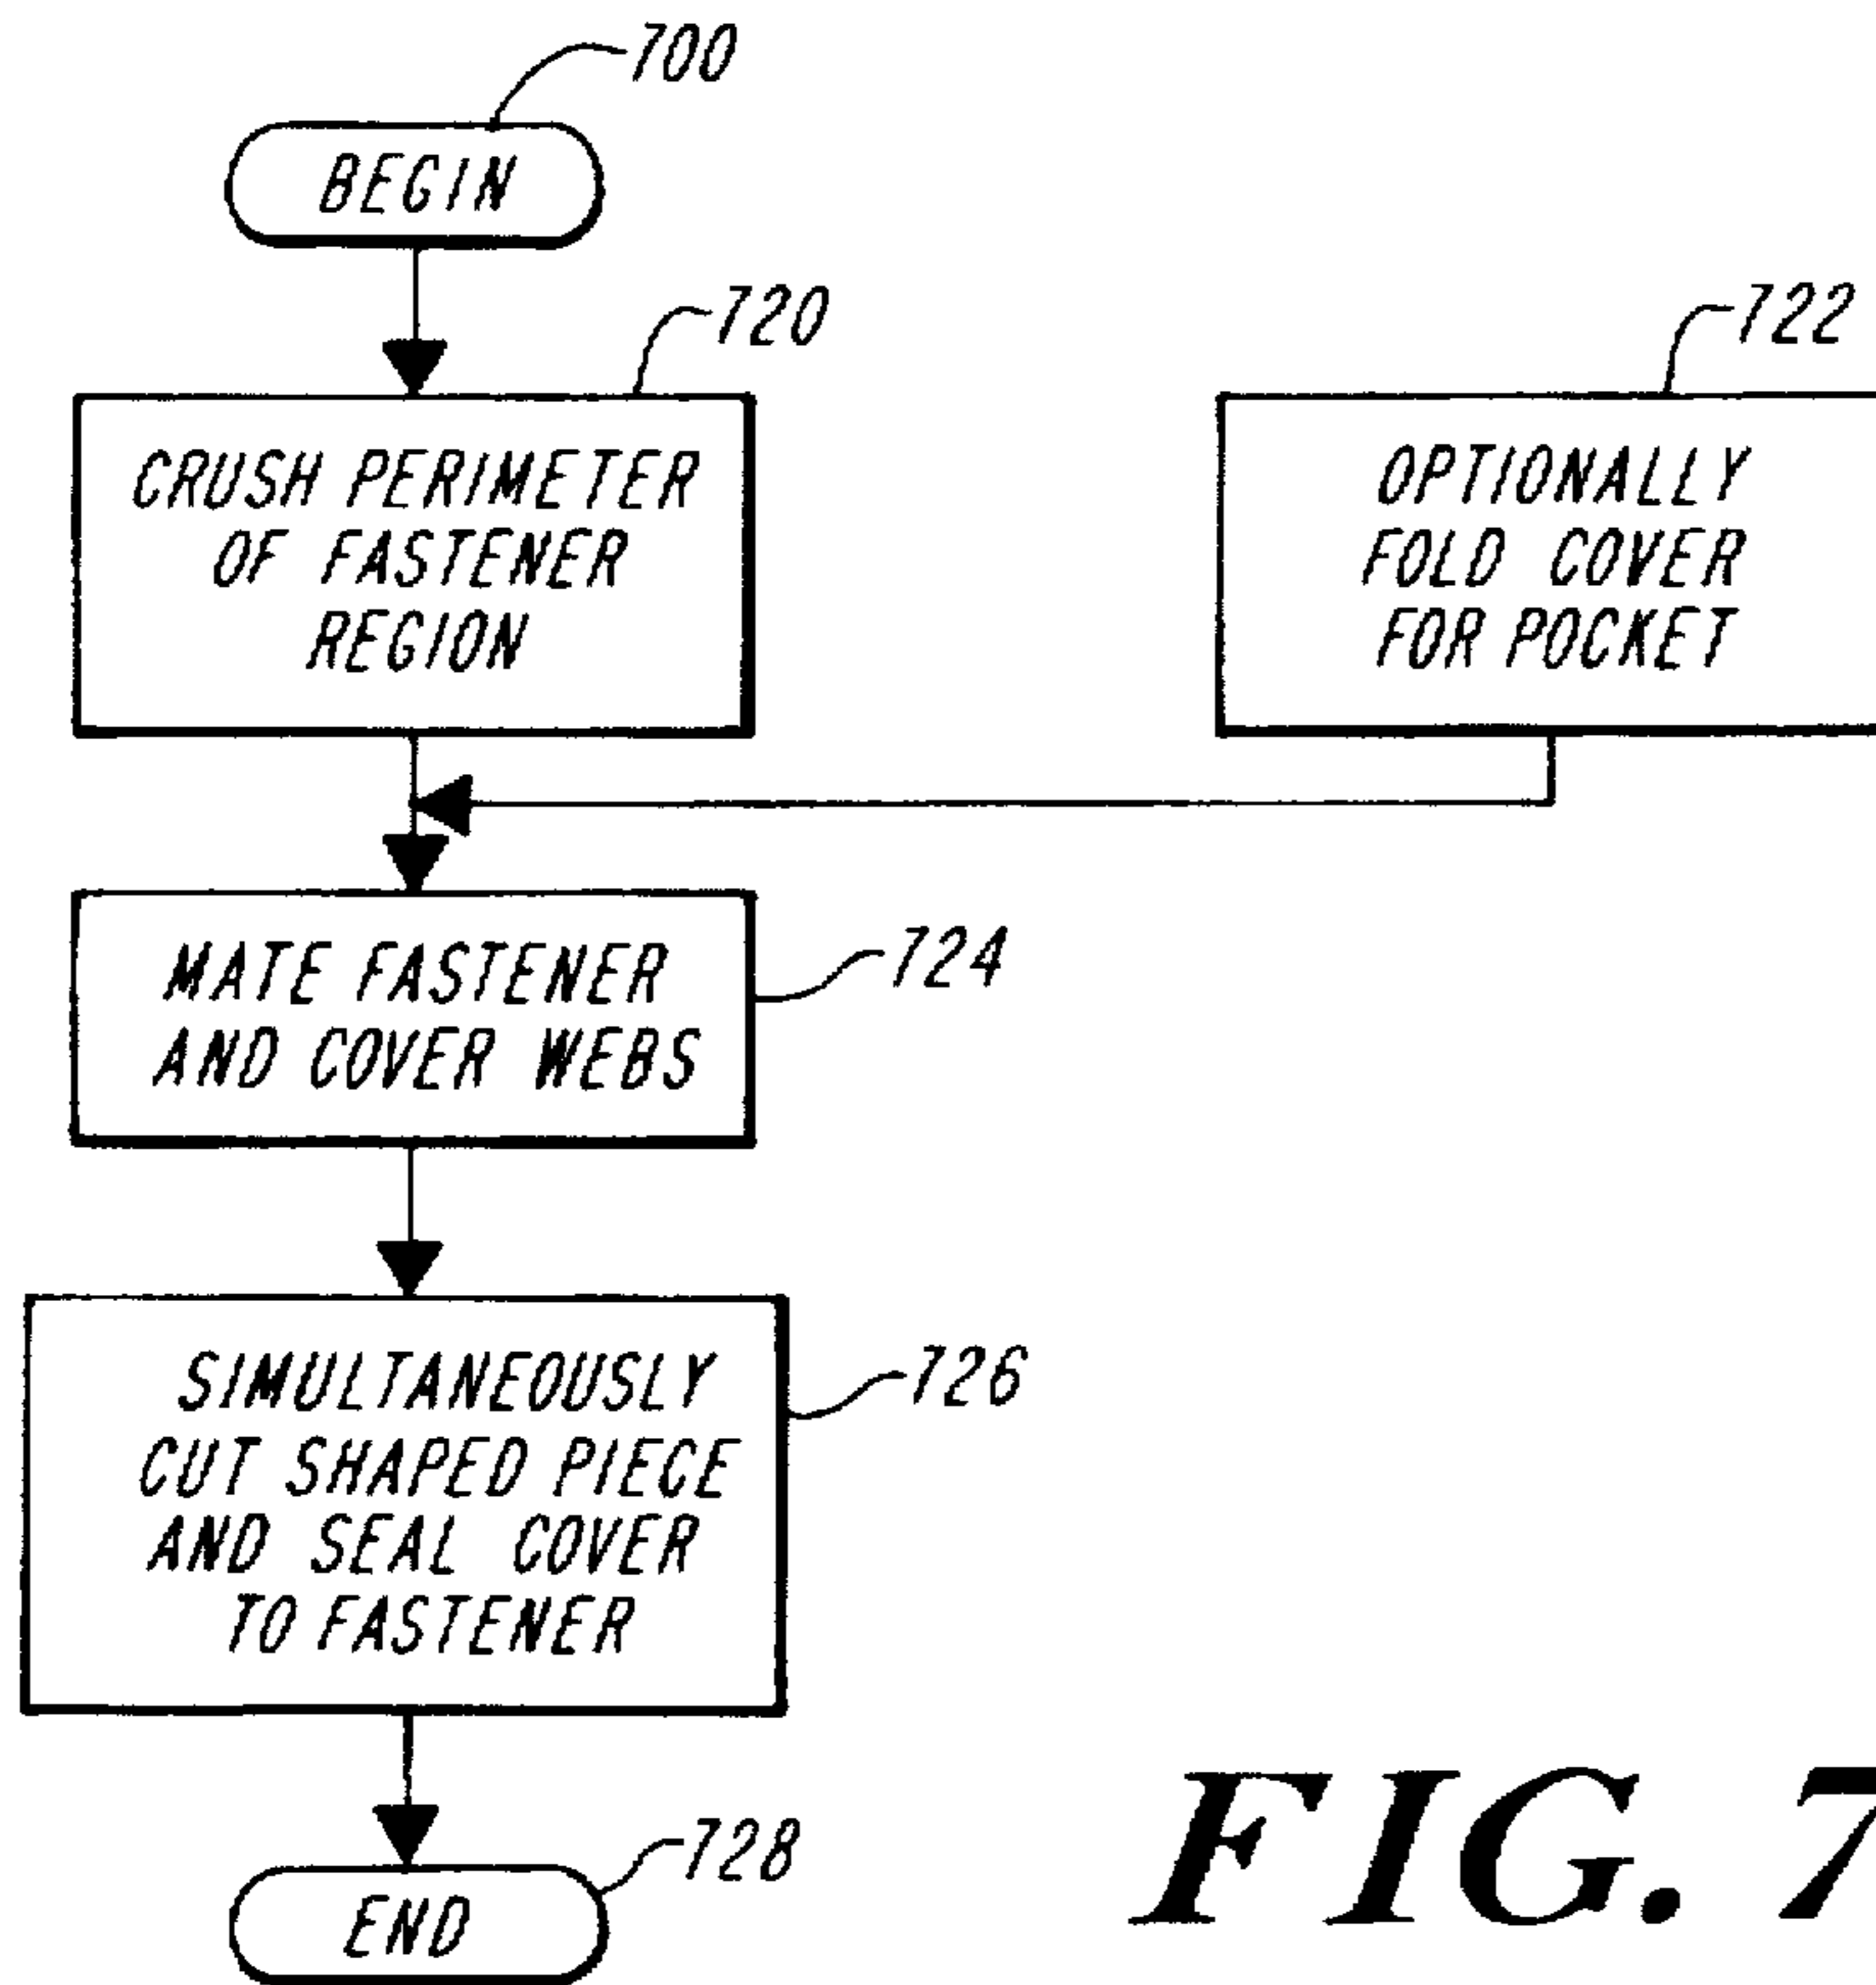 700
BEGIN
720
CRUSH PERIMETER
OF FASTENER
REGION
722
OPTIONALLY
FOLD COVER
FOR POCKET
724
MATE FASTENER
AND COVER WEBS
726
SIMULTANEOUSLY
CUT SHAPED PIECE
AND SEAL COVER
TO FASTENER
728
END
FIG. 7